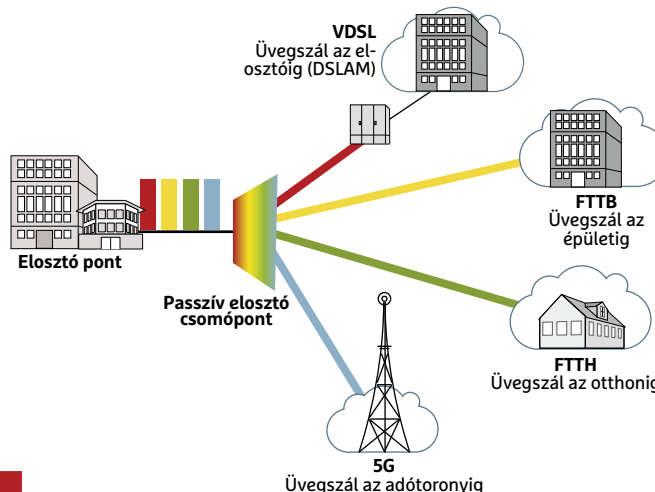 VDSL
Üvegszál az el-
osztóig (DSLAM)
FTTB
Üvegszál az
épületig
Elosztó pont
Passzív elosztó
csomópont
FTTH
Üvegszál az otthonig
5G
Üvegszál az adótoronyig